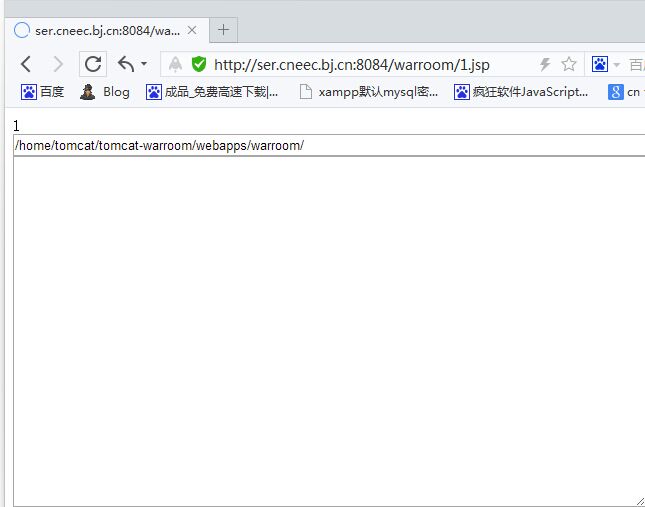 ser.cneec.bj.cn:8084/wa...
http://ser.cneec.bj.cn:8084/warroom/1.jsp 百
百度 Blog 成品_免费高速下载|... xampp默认mysql密... 疯狂软件JavaScript... cn
1
/home/tomcat/tomcat-warroom/webapps/warroom/